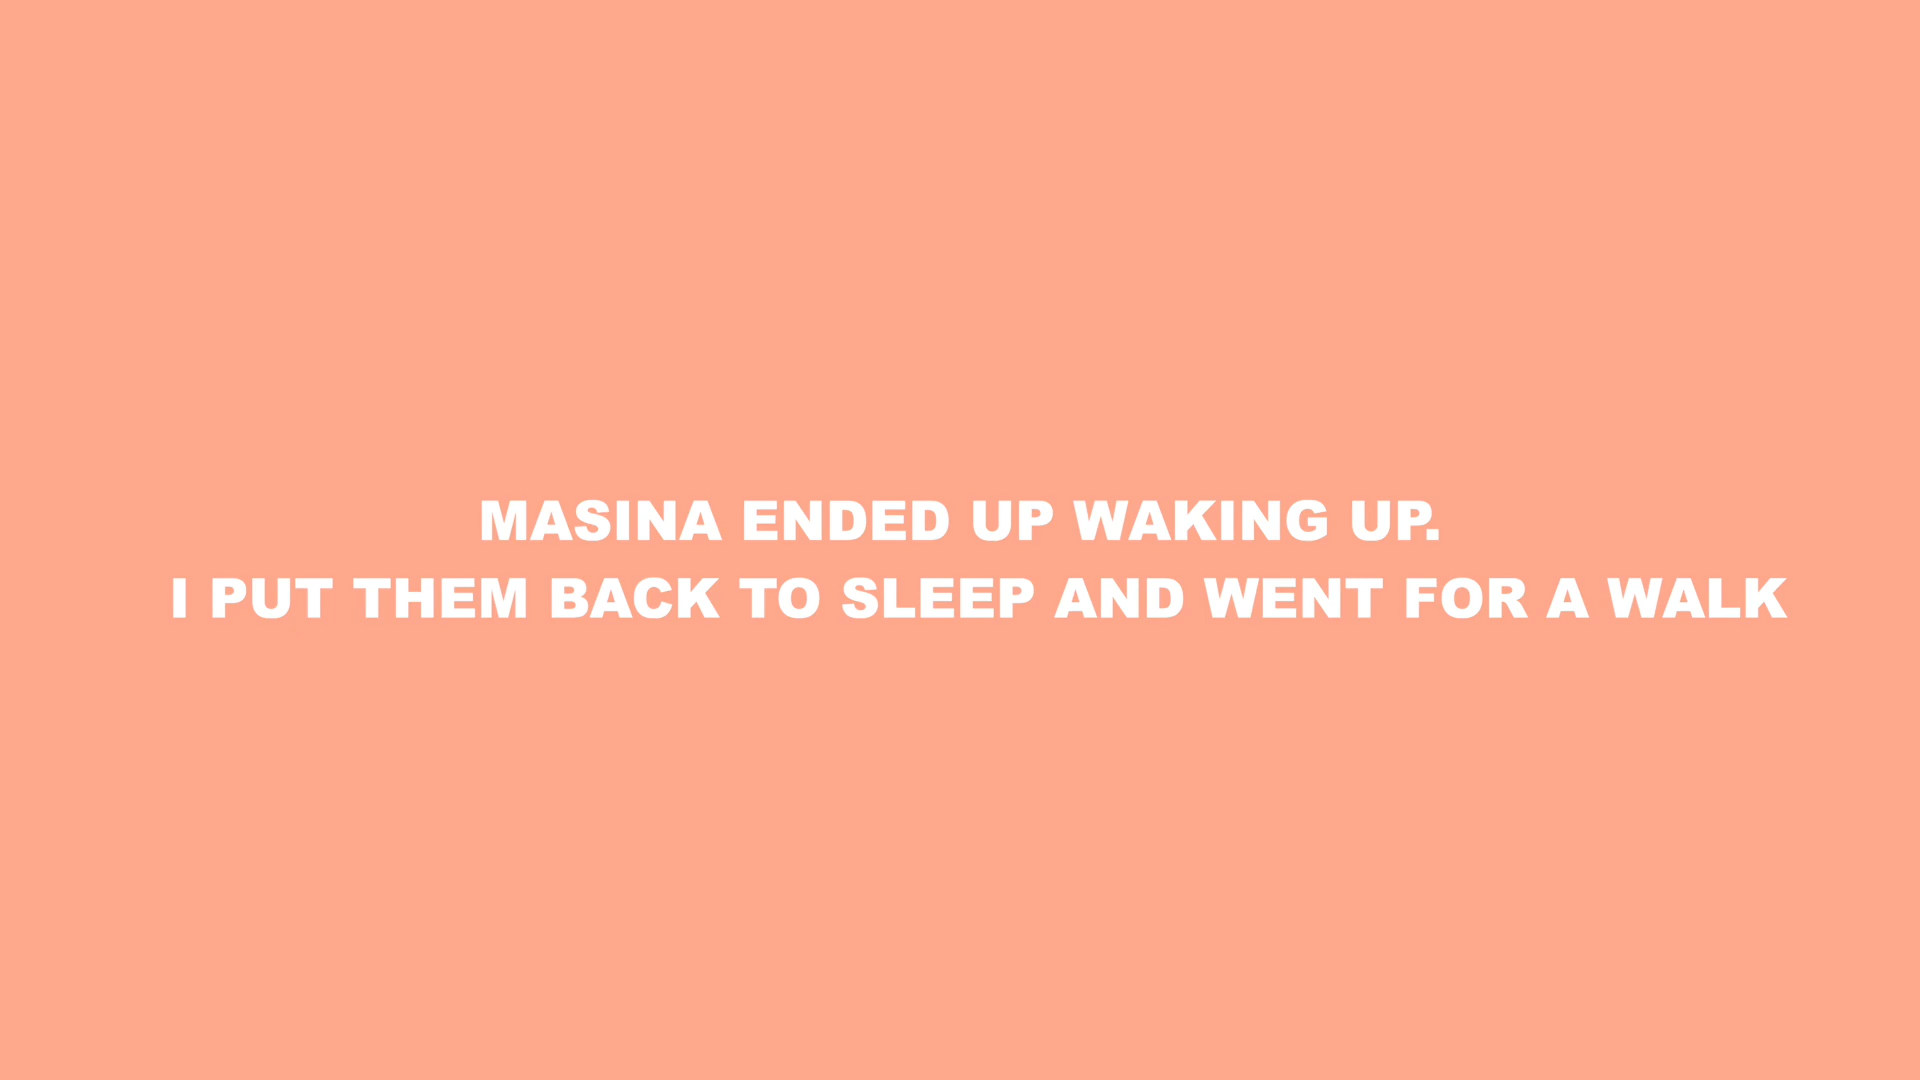 MASINA ENDED UP WAKING UP.
I PUT THEM BACK TO SLEEP AND WENT FOR A WALK